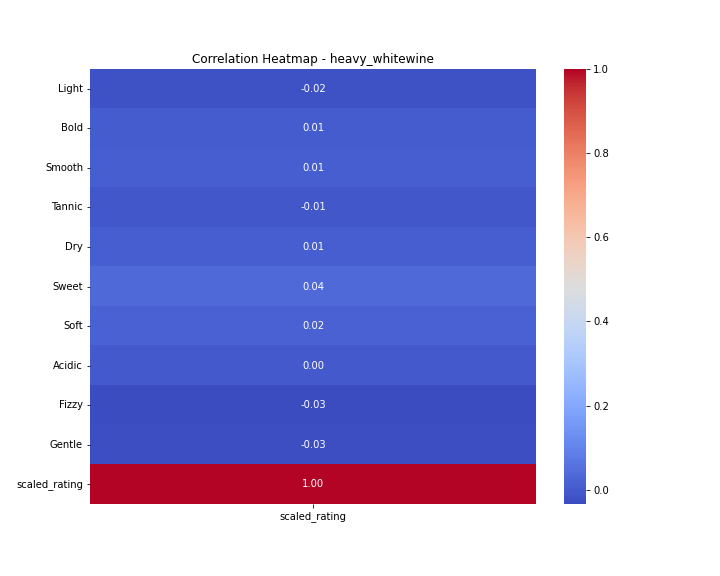 Correlation Heatmap - heavy_whitewine
Light -0.02
Bold 0.01
Smooth 0.01
Tannic -0.01
Dry 0.01
Sweet 0.04
Soft 0.02
Acidic 0.00
Fizzy -0.03
Gentle -0.03
scaled_rating 1.00
scaled_rating
1.0
0.8
0.6
0.4
0.2
0.0